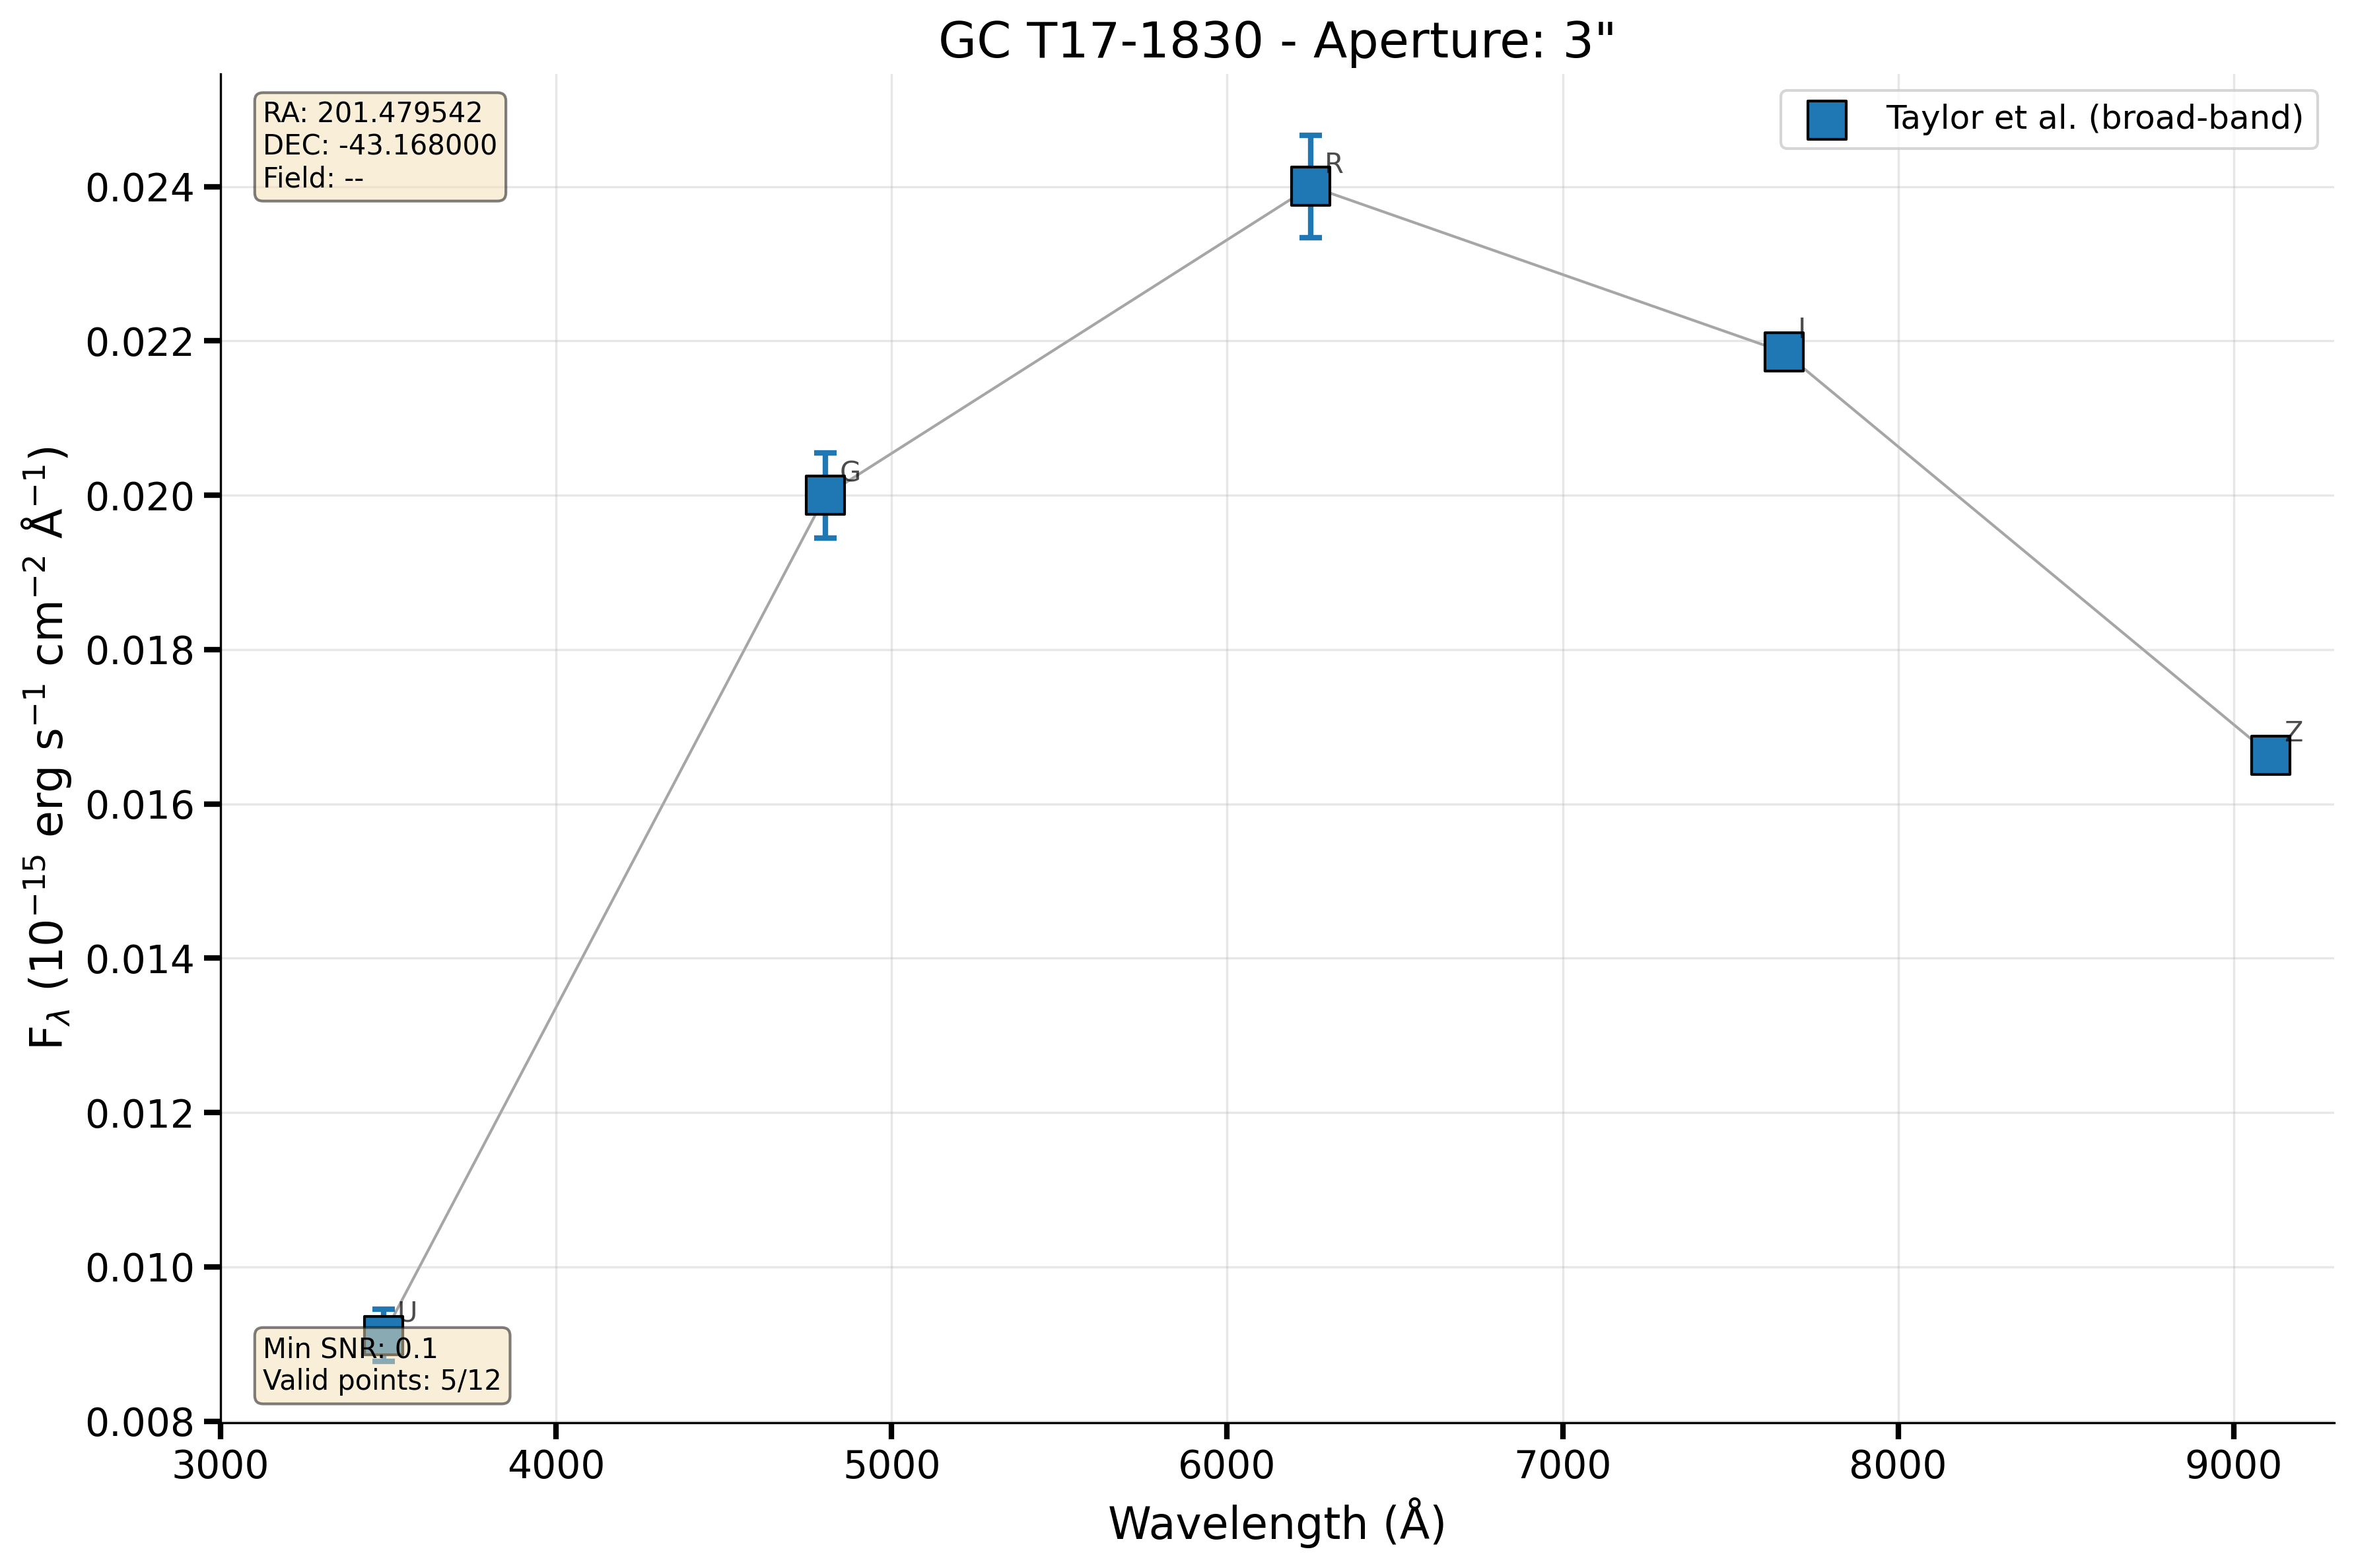 GC T17-1830 - Aperture: 3"
RA: 201.479542
DEC: -43.168000
Field: --
Taylor et al. (broad-band)
R
I
G
Z
U
Min SNR: 0.1
Valid points: 5/12
F_λ (10⁻¹⁵ erg s⁻¹ cm⁻² Å⁻¹)
0.024
0.022
0.020
0.018
0.016
0.014
0.012
0.010
0.008
3000 4000 5000 6000 7000 8000 9000
Wavelength (Å)